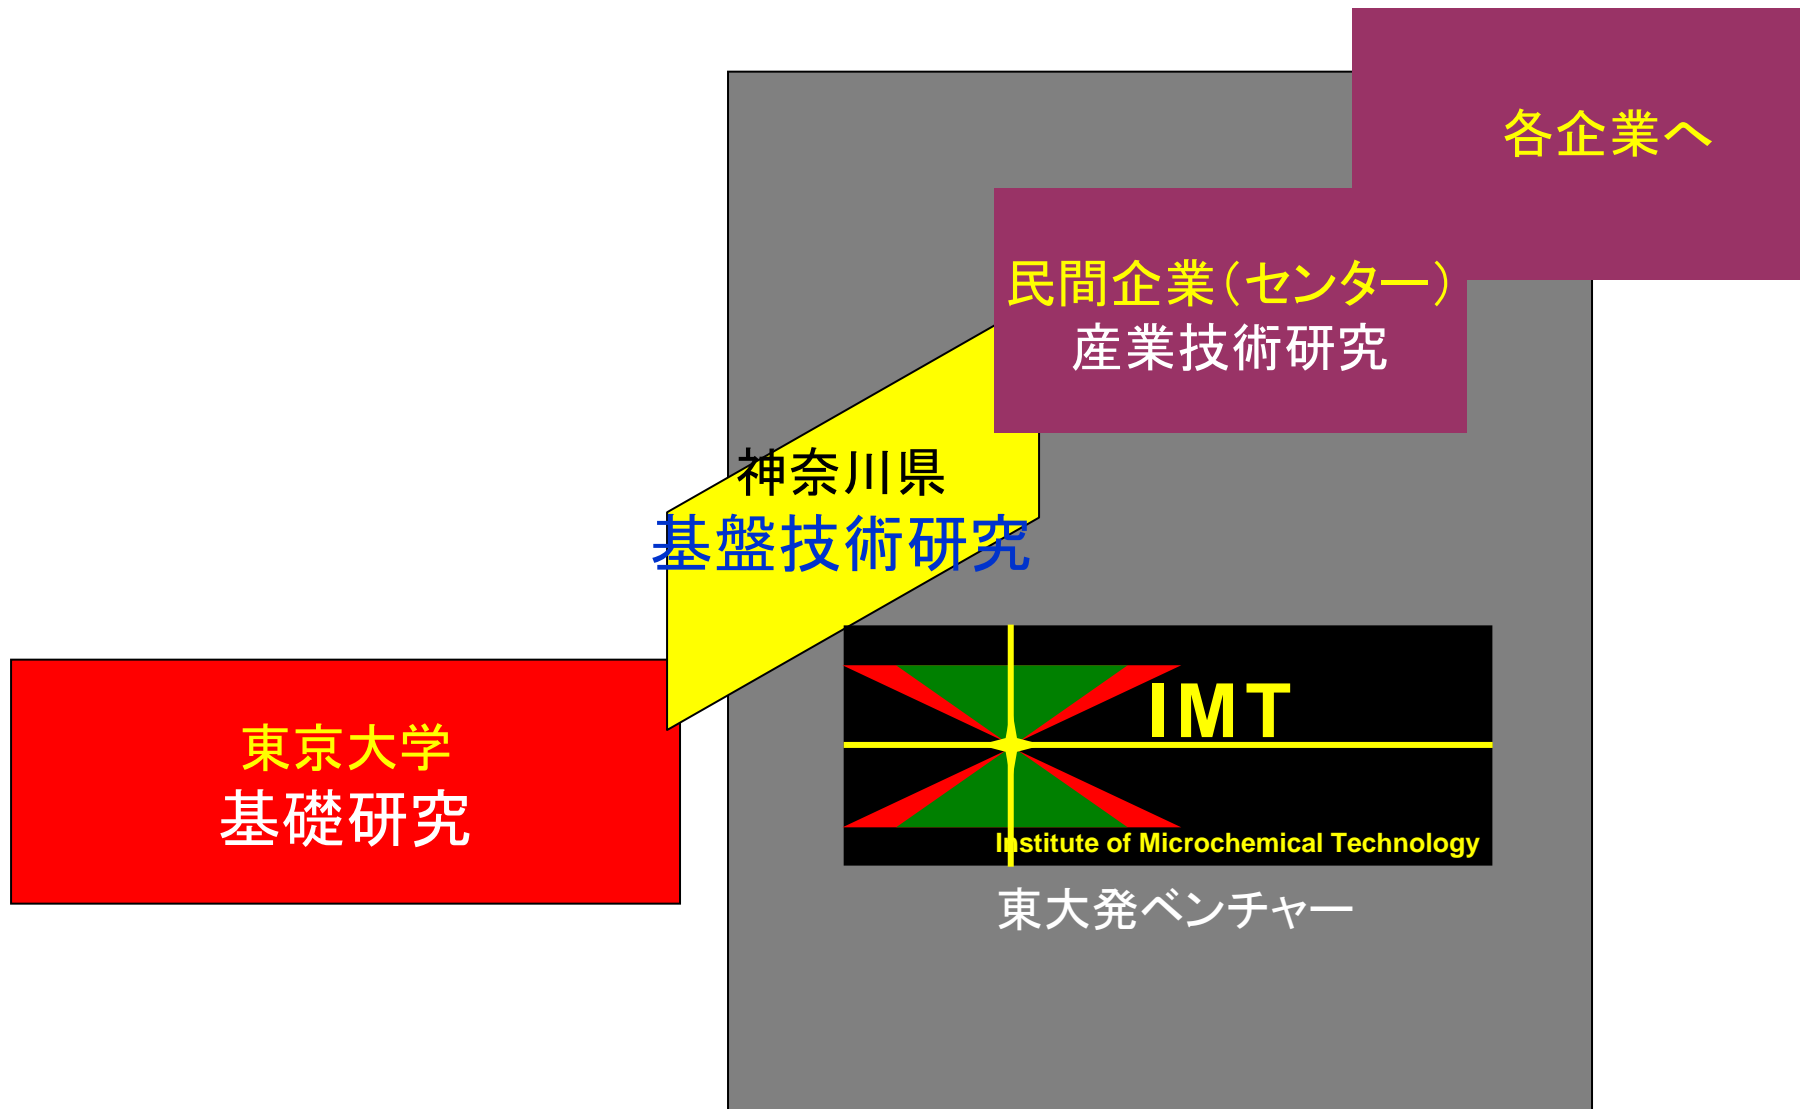 各企業へ
民間企業（センター）
産業技術研究
神奈川県
基盤技術研究
東京大学
基礎研究
IMT
Institute of Microchemical Technology
東大発ベンチャー